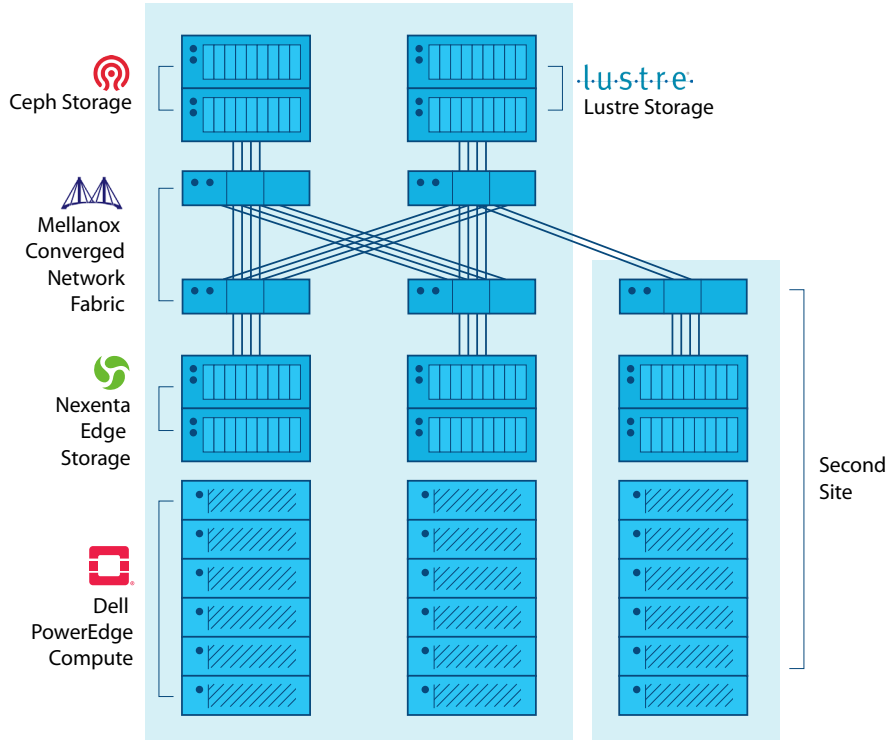 Ceph Storage
·l·u·s·t·r·e·
Lustre Storage
Mellanox
Converged
Network
Fabric
Nexenta
Edge
Storage
Second
Site
Dell
PowerEdge
Compute